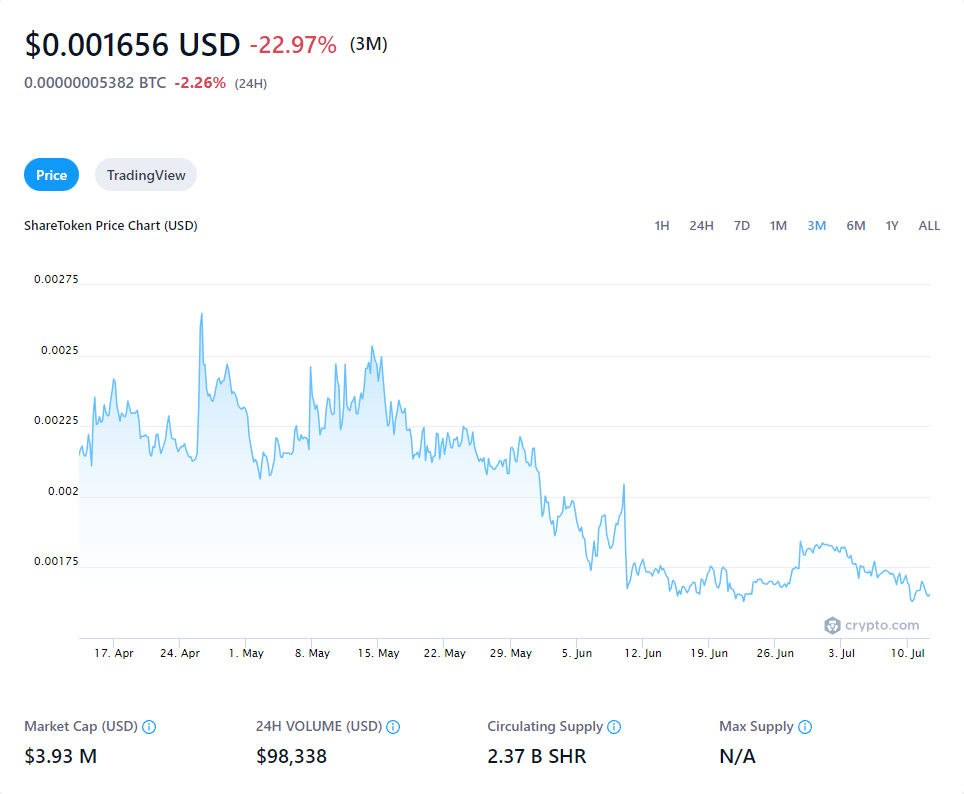 $0.001656 USD -22.97% (3M)
0.00000005382 BTC -2.26% (24H)
Price TradingView
ShareToken Price Chart (USD) 1H 24H 7D 1M 3M 6M 1Y ALL
0.00275
0.0025
0.00225
0.002
0.00175
crypto.com
17. Apr 24. Apr 1. May 8. May 15. May 22. May 29. May 5. Jun 12. Jun 19. Jun 26. Jun 3. Jul 10. Jul
Market Cap (USD) 24H VOLUME (USD) Circulating Supply Max Supply
$3.93 M $98,338 2.37 B SHR N/A